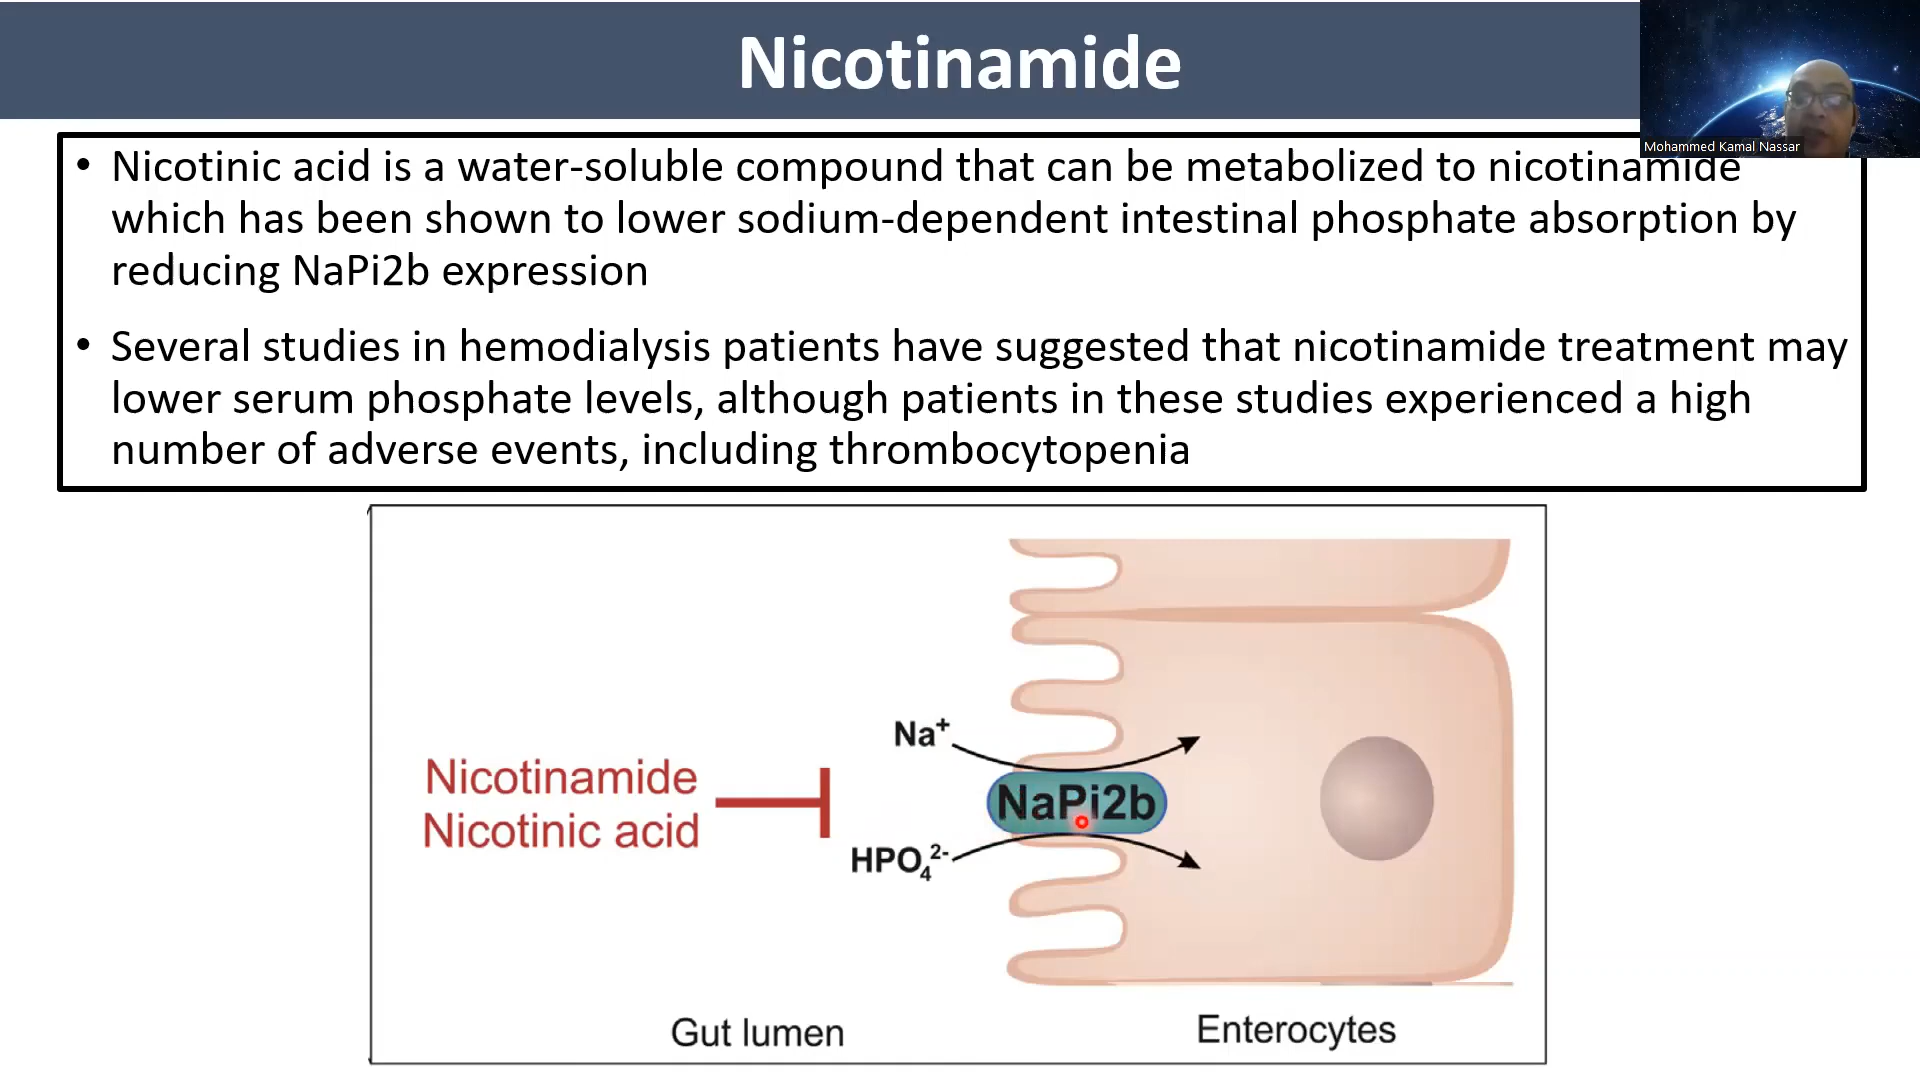 Nicotinamide
Mohammed Kamal Nassar
• Nicotinic acid is a water-soluble compound that can be metabolized to nicotinamide
which has been shown to lower sodium-dependent intestinal phosphate absorption by
reducing NaPi2b expression
• Several studies in hemodialysis patients have suggested that nicotinamide treatment may
lower serum phosphate levels, although patients in these studies experienced a high
number of adverse events, including thrombocytopenia
Na⁺
Nicotinamide
Nicotinic acid
NaPi2b
HPO₄²⁻
Gut lumen
Enterocytes